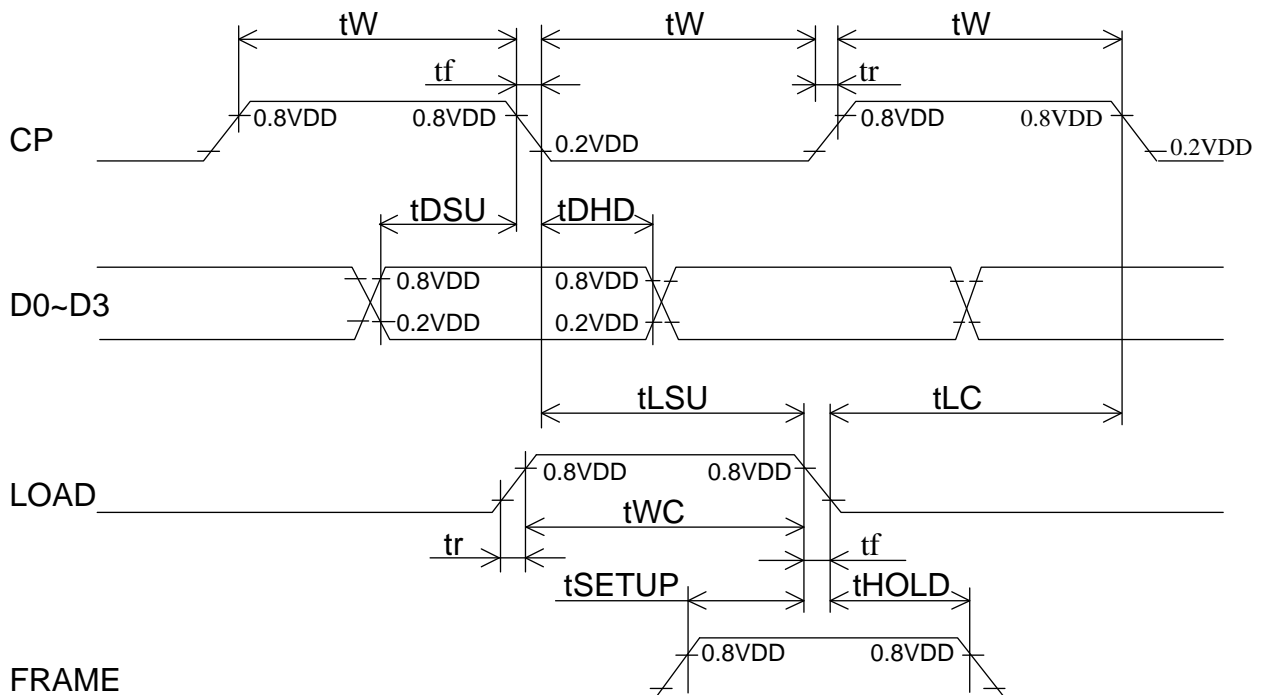 tW tW tW
tf tr
0.8VDD 0.8VDD 0.8VDD 0.8VDD
CP
0.2VDD 0.2VDD
tDSU tDHD
0.8VDD 0.8VDD
D0~D3
0.2VDD 0.2VDD
tLSU tLC
0.8VDD 0.8VDD
LOAD
tWC
tr tf
tSETUP tHOLD
0.8VDD 0.8VDD
FRAME